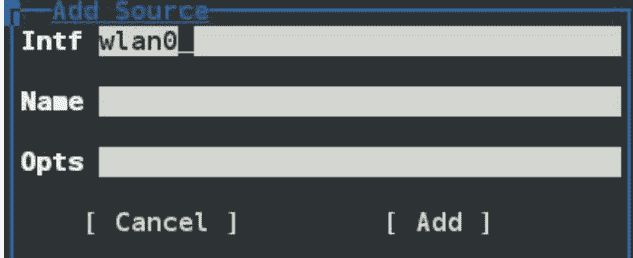 Add Source
Intf wlan0_
Name
Opts
[ Cancel ] [ Add ]